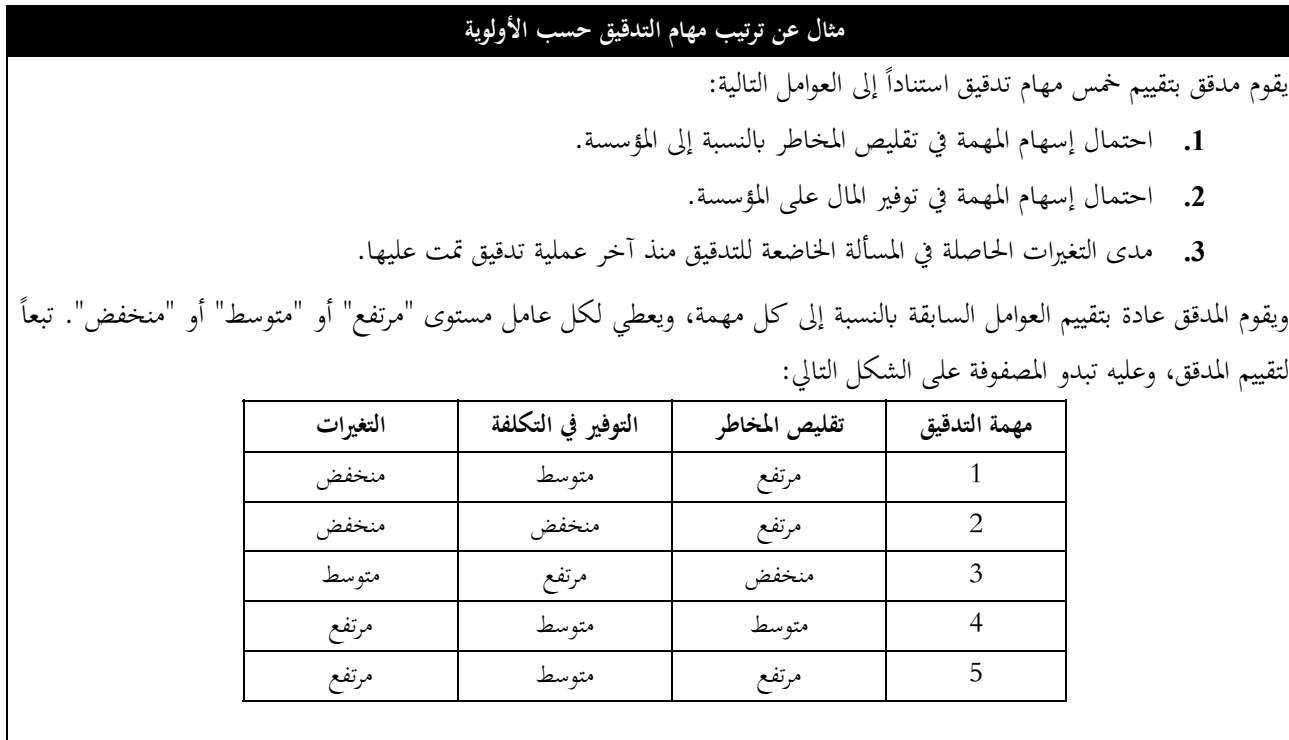 مثال عن ترتيب مهام التدقيق حسب الأولوية
يقوم مدقق بتقييم خمس مهام تدقيق استناداً إلى العوامل التالية:
1. احتمال إسهام المهمة في تقليص المخاطر بالنسبة إلى المؤسسة.
2. احتمال إسهام المهمة في توفير المال على المؤسسة.
3. مدى التغيرات الحاصلة في المسألة الخاضعة للتدقيق منذ آخر عملية تدقيق تمت عليها.
ويقوم المدقق عادة بتقييم العوامل السابقة بالنسبة إلى كل مهمة، ويعطي لكل عامل مستوى "مرتفع" أو "متوسط" أو "منخفض". تبعاً
لتقييم المدقق، وعليه تبدو المصفوفة على الشكل التالي:
مهمة التدقيق تقليص المخاطر التوفير في التكلفة التغيرات
1 مرتفع متوسط منخفض
2 مرتفع منخفض منخفض
3 منخفض مرتفع متوسط
4 متوسط متوسط مرتفع
5 مرتفع متوسط مرتفع